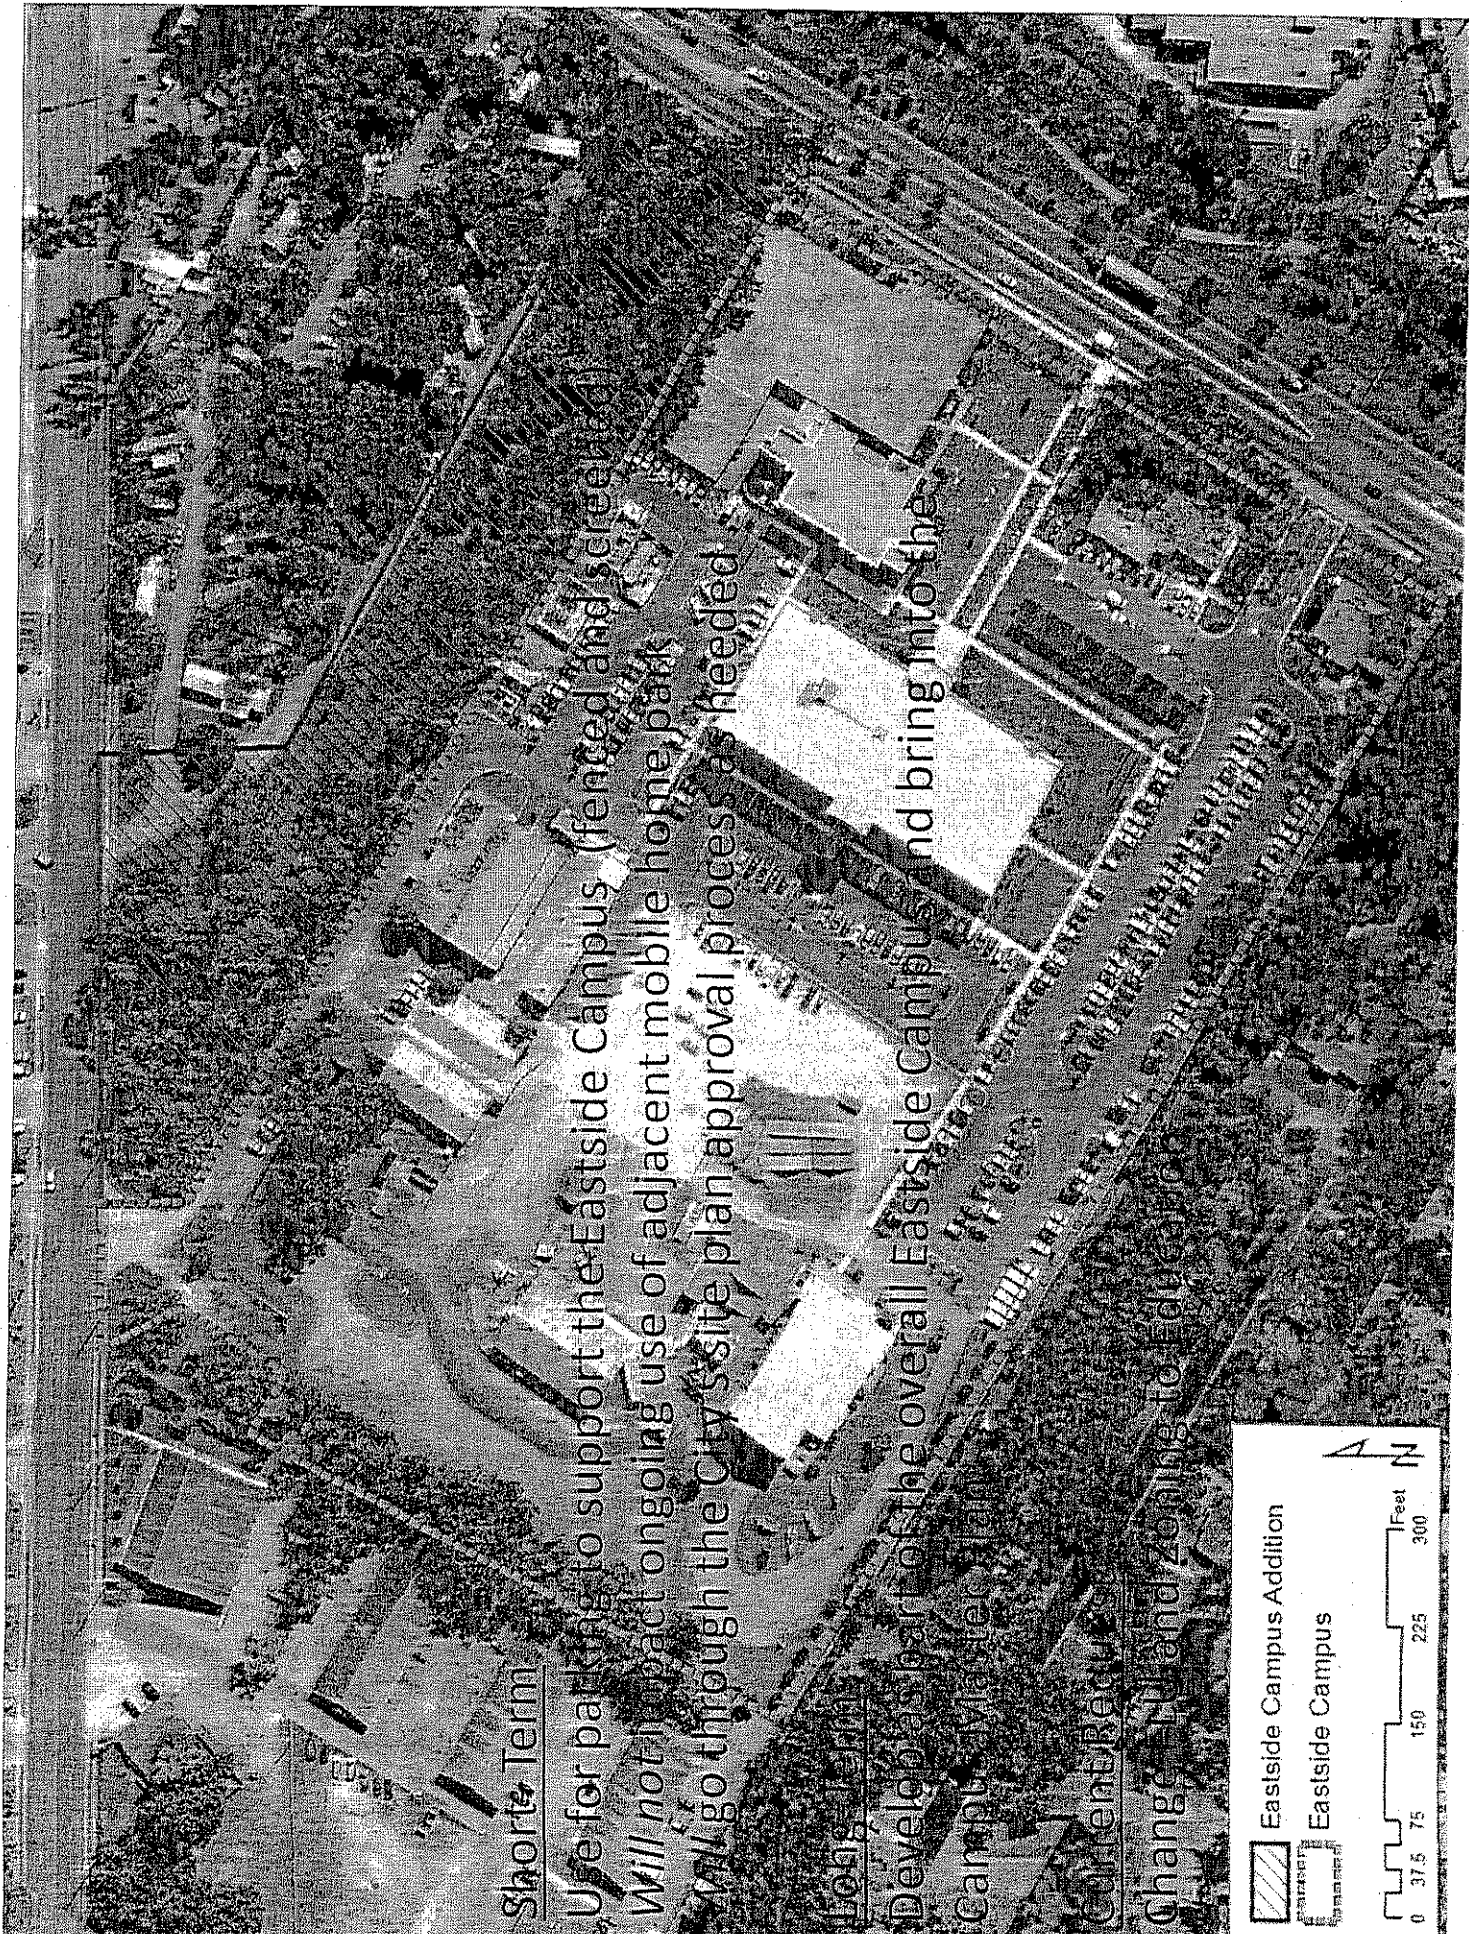 Short Term
Use for parking to support the Eastside Campus (fenced and screened)
Will not impact ongoing use of adjacent mobile home park
Will go through the City site plan approval process as needed
Long Term
Develop as part of the overall Eastside Campus and bring into the
Campus Master Plan
Current Request
Change LU and zoning to Education
Eastside Campus Addition
Eastside Campus
0 37.5 75 150 225 300
Feet
N